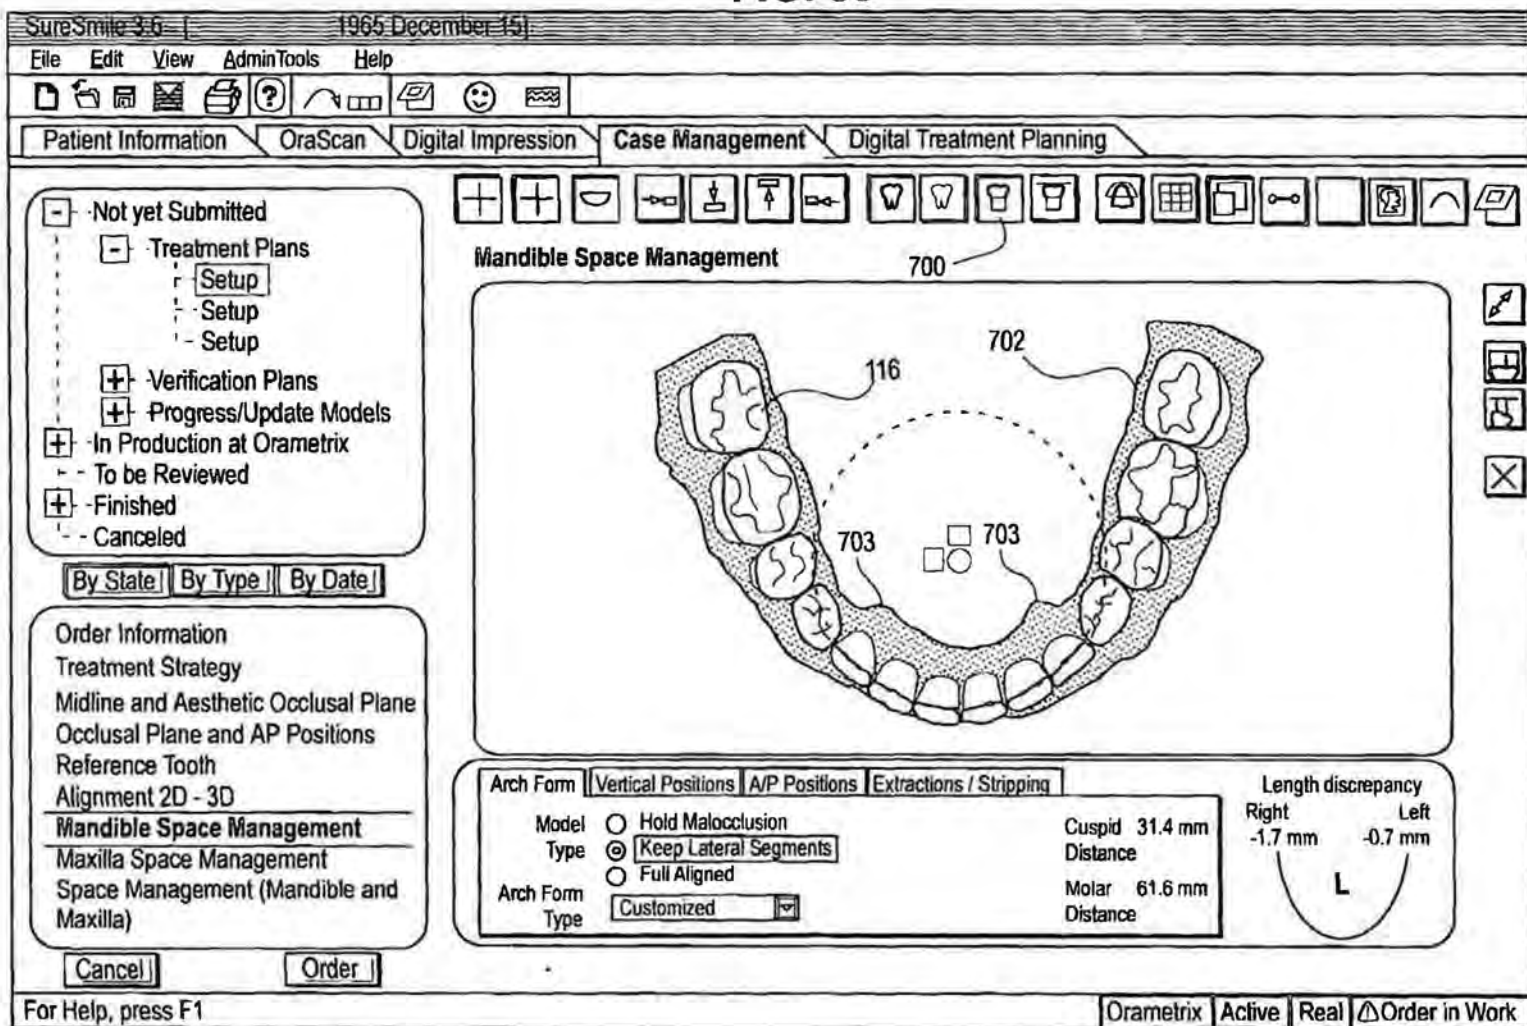 SureSmile 3.6 - [ 1965 December 15]
File Edit View AdminTools Help
Patient Information OraScan Digital Impression Case Management Digital Treatment Planning
Not yet Submitted
Treatment Plans
Setup
Setup
Setup
Verification Plans
Progress/Update Models
In Production at Orametrix
To be Reviewed
Finished
Canceled
By State By Type By Date
Order Information
Treatment Strategy
Midline and Aesthetic Occlusal Plane
Occlusal Plane and AP Positions
Reference Tooth
Alignment 2D - 3D
Mandible Space Management
Maxilla Space Management
Space Management (Mandible and
Maxilla)
Cancel Order
Mandible Space Management
700
702
116
703
703
Arch Form Vertical Positions A/P Positions Extractions / Stripping
Model Type
Hold Malocclusion
Keep Lateral Segments
Full Aligned
Arch Form Type
Customized
Cuspid Distance 31.4 mm
Molar Distance 61.6 mm
Length discrepancy
Right Left
-1.7 mm -0.7 mm
L
For Help, press F1
Orametrix Active Real Order in Work